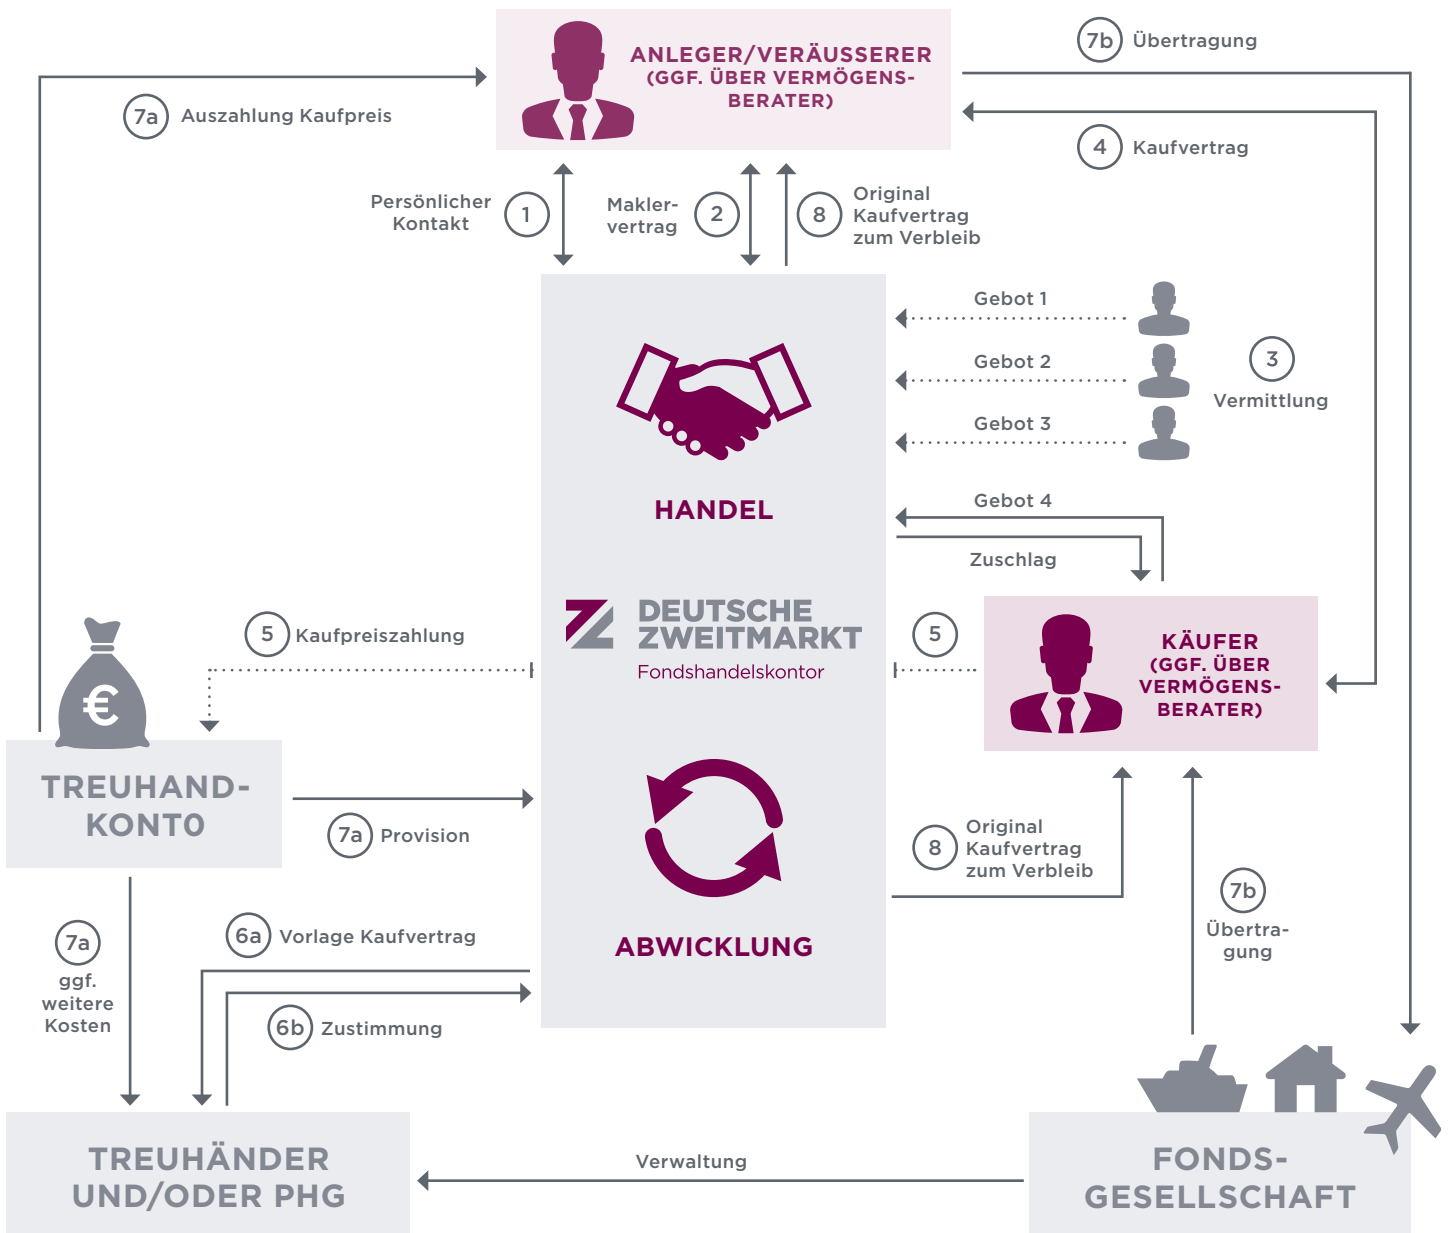 ANLEGER/VERÄUSSERER
(GGF. ÜBER VERMÖGENS-
BERATER)
7b Übertragung
7a Auszahlung Kaufpreis
4 Kaufvertrag
Persönlicher
Kontakt
1
Makler-
vertrag
2
8
Original
Kaufvertrag
zum Verbleib
Gebot 1
Gebot 2
Gebot 3
3
Vermittlung
HANDEL
Gebot 4
Zuschlag
5 Kaufpreiszahlung
DEUTSCHE
ZWEITMARKT
Fondshandelskontor
5
KÄUFER
(GGF. ÜBER
VERMÖGENS-
BERATER)
€
TREUHAND-
KONT0
7a Provision
8
Original
Kaufvertrag
zum Verbleib
7b
Übertra-
gung
7a
ggf.
weitere
Kosten
6a Vorlage Kaufvertrag
ABWICKLUNG
6b Zustimmung
TREUHÄNDER
UND/ODER PHG
Verwaltung
FONDS-
GESELLSCHAFT